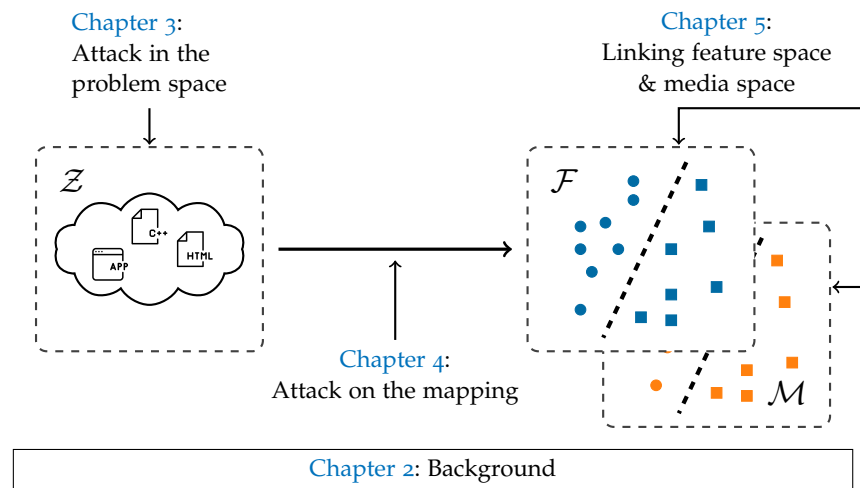 Chapter 3:
Attack in the
problem space
Chapter 5:
Linking feature space
& media space
Z
C++
HTML
APP
F
Chapter 4:
Attack on the mapping
M
Chapter 2: Background